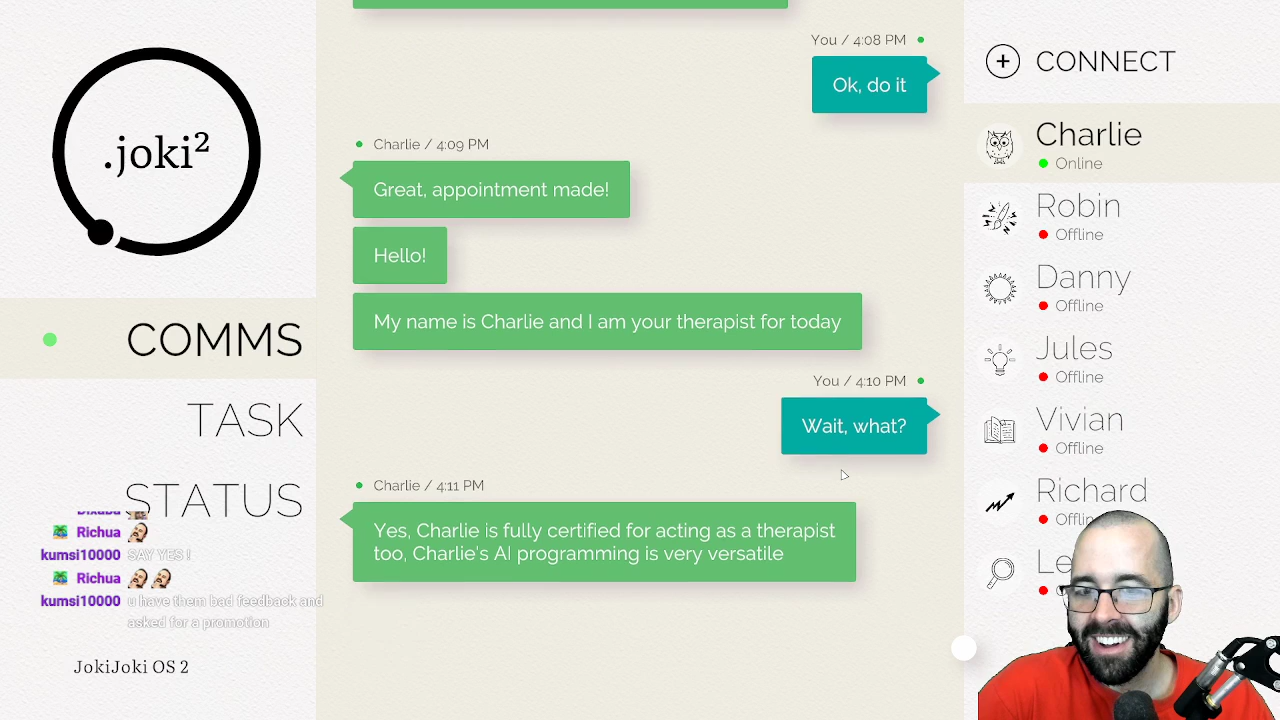 .joki²
COMMS
TASK
STATUS
Richua
kumsi10000 SAY YES !
Richua
kumsi10000 u have them bad feedback and
asked for a promotion
JokiJoki OS 2
You / 4:08 PM
Ok, do it
Charlie / 4:09 PM
Great, appointment made!
Hello!
My name is Charlie and I am your therapist for today
You / 4:10 PM
Wait, what?
Charlie / 4:11 PM
Yes, Charlie is fully certified for acting as a therapist
too, Charlie's AI programming is very versatile
+ CONNECT
Charlie
Online
Robin
Offline
Danny
Offline
Jules
Offline
Vivian
Offline
Richard